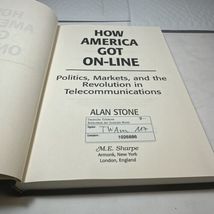 HOW
AMERICA
GOT
ON-LINE
Politics, Markets, and the
Revolution in
Telecommunications
ALAN STONE
M.E. Sharpe
Armonk, New York
London, England